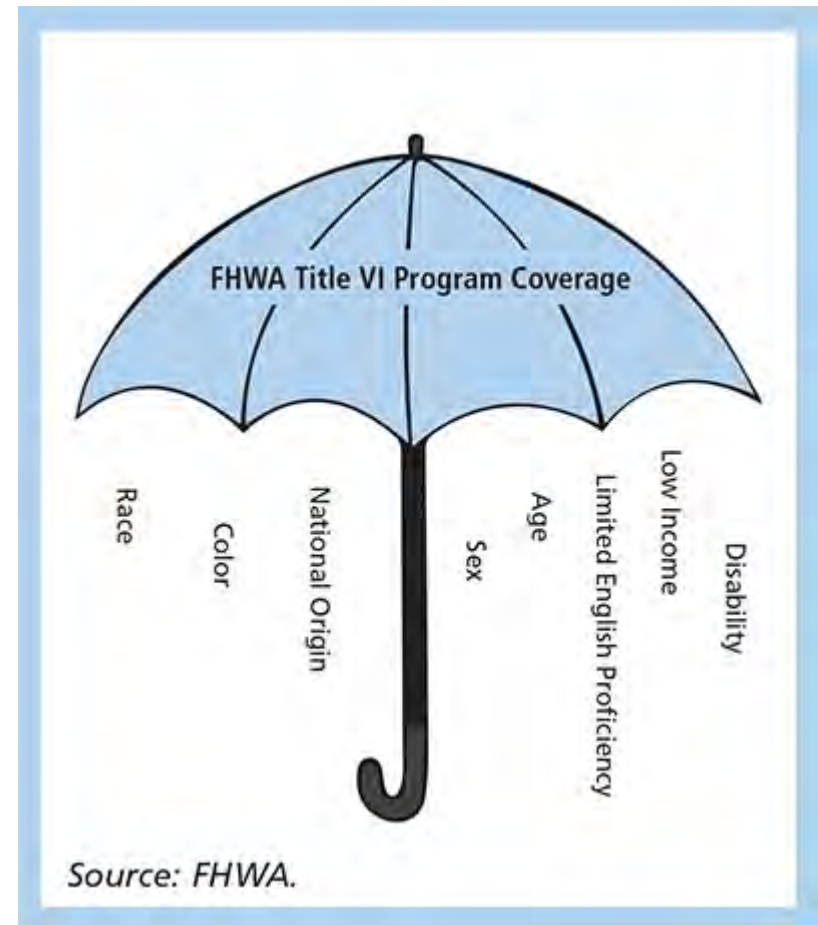 FHWA Title VI Program Coverage
Race
Color
National Origin
Sex
Age
Limited English Proficiency
Low Income
Disability
Source: FHWA.